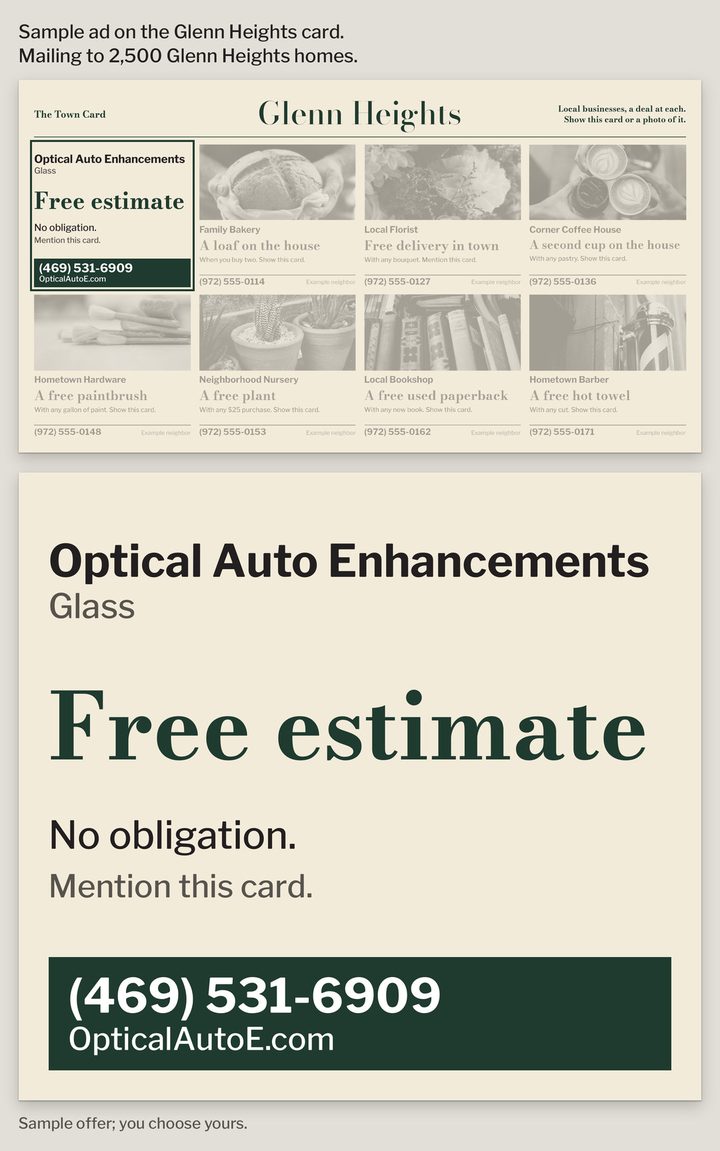 Sample ad on the Glenn Heights card.
Mailing to 2,500 Glenn Heights homes.
The Town Card
Glenn Heights
Local businesses, a deal at each.
Show this card or a photo of it.
Optical Auto Enhancements
Glass
Free estimate
No obligation.
Mention this card.
(469) 531-6909
OpticalAutoE.com
Family Bakery
A loaf on the house
When you buy two. Show this card.
(972) 555-0114
Example neighbor
Local Florist
Free delivery in town
With any bouquet. Mention this card.
(972) 555-0127
Example neighbor
Corner Coffee House
A second cup on the house
With any pastry. Show this card.
(972) 555-0136
Example neighbor
Hometown Hardware
A free paintbrush
With any gallon of paint. Show this card.
(972) 555-0148
Example neighbor
Neighborhood Nursery
A free plant
With any $25 purchase. Show this card.
(972) 555-0153
Example neighbor
Local Bookshop
A free used paperback
With any new book. Show this card.
(972) 555-0162
Example neighbor
Hometown Barber
A free hot towel
With any cut. Show this card.
(972) 555-0171
Example neighbor
Optical Auto Enhancements
Glass
Free estimate
No obligation.
Mention this card.
(469) 531-6909
OpticalAutoE.com
Sample offer; you choose yours.